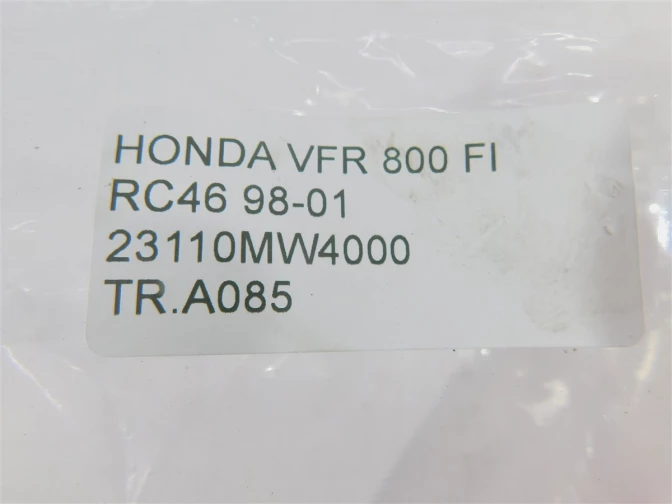 HONDA VFR 800 FI
RC46 98-01
23110MW4000
TR.A085